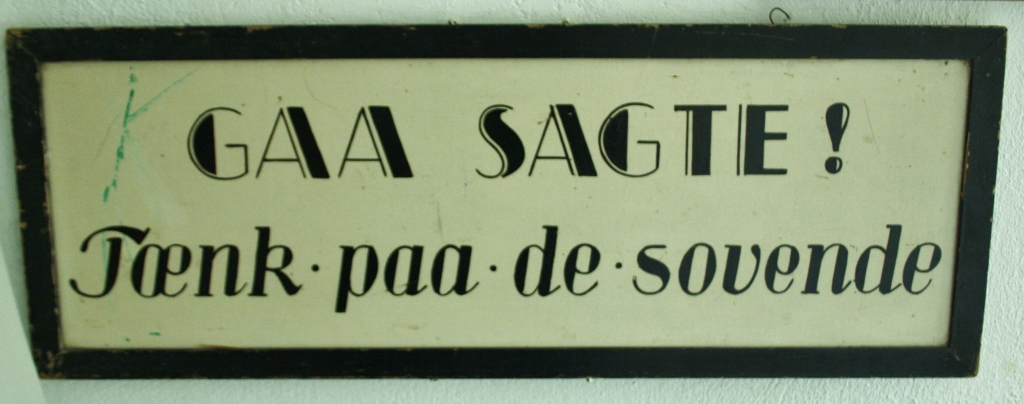 GAA SAGTE!
Tænk · paa · de · sovende